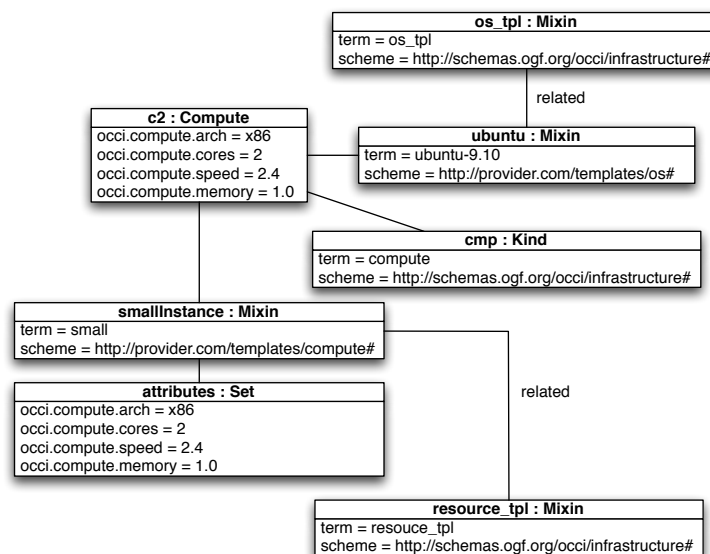 os_tpl : Mixin
term = os_tpl
scheme = http://schemas.ogf.org/occi/infrastructure#
related
c2 : Compute
occi.compute.arch = x86
occi.compute.cores = 2
occi.compute.speed = 2.4
occi.compute.memory = 1.0
ubuntu : Mixin
term = ubuntu-9.10
scheme = http://provider.com/templates/os#
cmp : Kind
term = compute
scheme = http://schemas.ogf.org/occi/infrastructure#
smallInstance : Mixin
term = small
scheme = http://provider.com/templates/compute#
attributes : Set
occi.compute.arch = x86
occi.compute.cores = 2
occi.compute.speed = 2.4
occi.compute.memory = 1.0
related
resource_tpl : Mixin
term = resouce_tpl
scheme = http://schemas.ogf.org/occi/infrastructure#